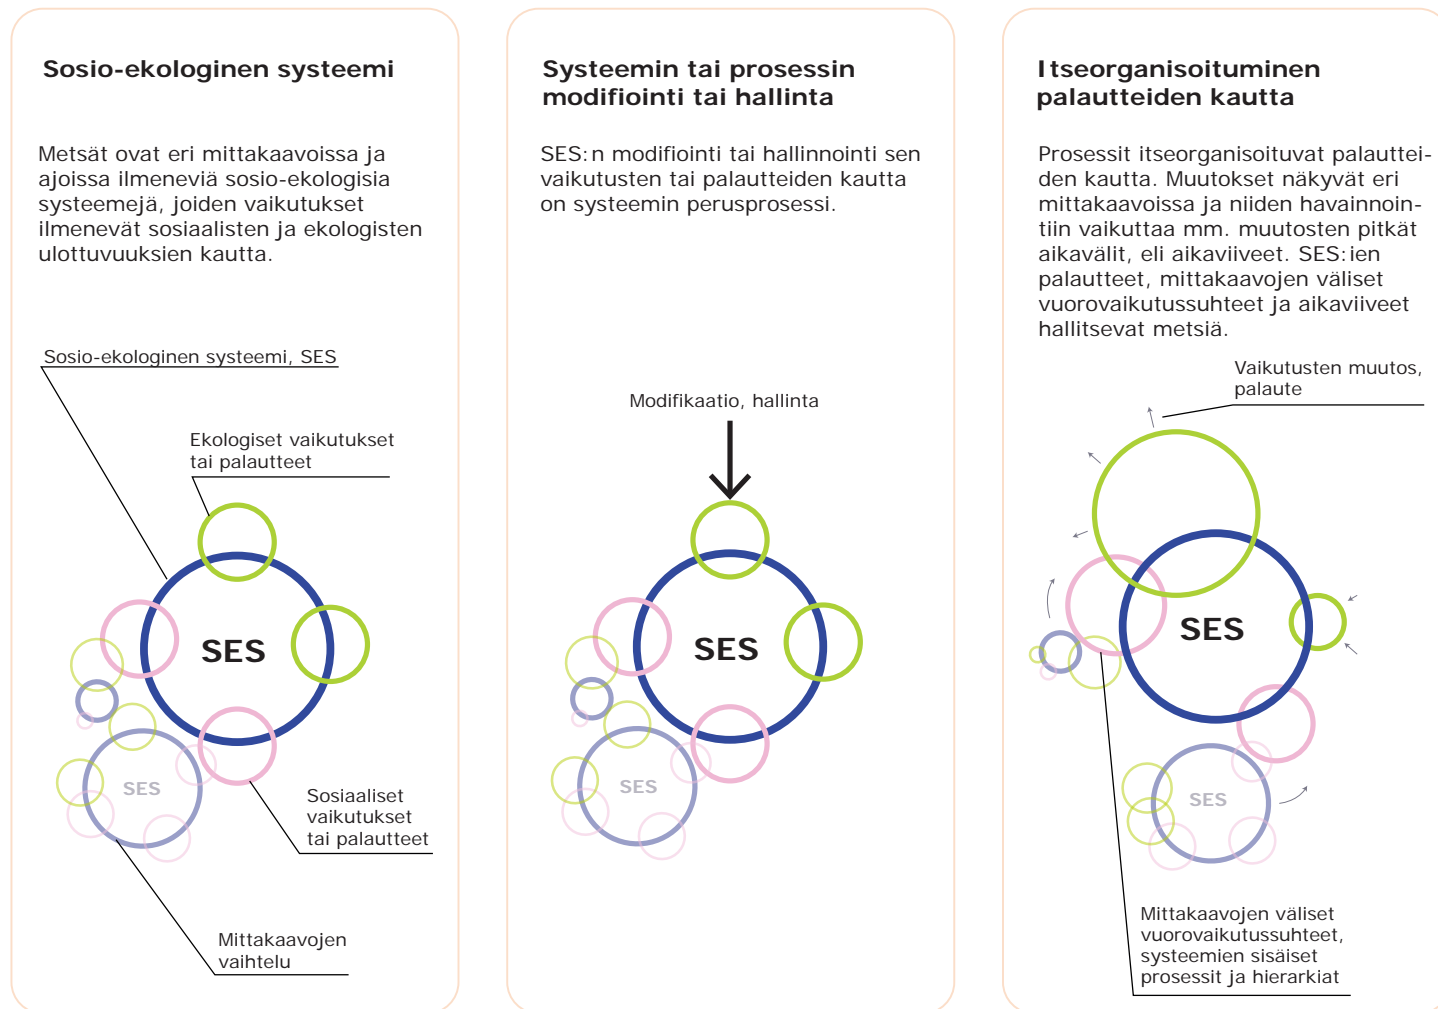 Sosio-ekologinen systeemi
Metsät ovat eri mittakaavoissa ja
ajoissa ilmeneviä sosio-ekologisia
systeemejä, joiden vaikutukset
ilmenevät sosiaalisten ja ekologisten
ulottuvuuksien kautta.
Sosio-ekologinen systeemi, SES
Ekologiset vaikutukset
tai palautteet
SES
SES
Sosiaaliset
vaikutukset
tai palautteet
Mittakaavojen
vaihtelu
Systeemin tai prosessin
modifiointi tai hallinta
SES:n modifiointi tai hallinnointi sen
vaikutusten tai palautteiden kautta
on systeemin perusprosessi.
Modifikaatio, hallinta
SES
SES
Itseorganisoituminen
palautteiden kautta
Prosessit itseorganisoituvat palauttei-
den kautta. Muutokset näkyvät eri
mittakaavoissa ja niiden havainnoin-
tiin vaikuttaa mm. muutosten pitkät
aikavälit, eli aikaviiveet. SES:ien
palautteet, mittakaavojen väliset
vuorovaikutussuhteet ja aikaviiveet
hallitsevat metsiä.
Vaikutusten muutos,
palaute
SES
SES
Mittakaavojen väliset
vuorovaikutussuhteet,
systeemien sisäiset
prosessit ja hierarkiat